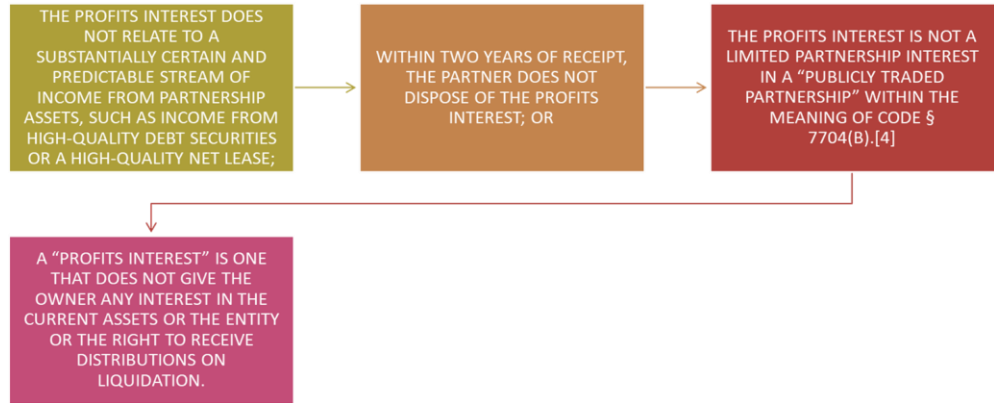 THE PROFITS INTEREST DOES
NOT RELATE TO A
SUBSTANTIALLY CERTAIN AND
PREDICTABLE STREAM OF
INCOME FROM PARTNERSHIP
ASSETS, SUCH AS INCOME FROM
HIGH-QUALITY DEBT SECURITIES
OR A HIGH-QUALITY NET LEASE;
WITHIN TWO YEARS OF RECEIPT,
THE PARTNER DOES NOT
DISPOSE OF THE PROFITS
INTEREST; OR
THE PROFITS INTEREST IS NOT A
LIMITED PARTNERSHIP INTEREST
IN A “PUBLICLY TRADED
PARTNERSHIP” WITHIN THE
MEANING OF CODE §
7704(B).[4]
A “PROFITS INTEREST” IS ONE
THAT DOES NOT GIVE THE
OWNER ANY INTEREST IN THE
CURRENT ASSETS OR THE ENTITY
OR THE RIGHT TO RECEIVE
DISTRIBUTIONS ON
LIQUIDATION.